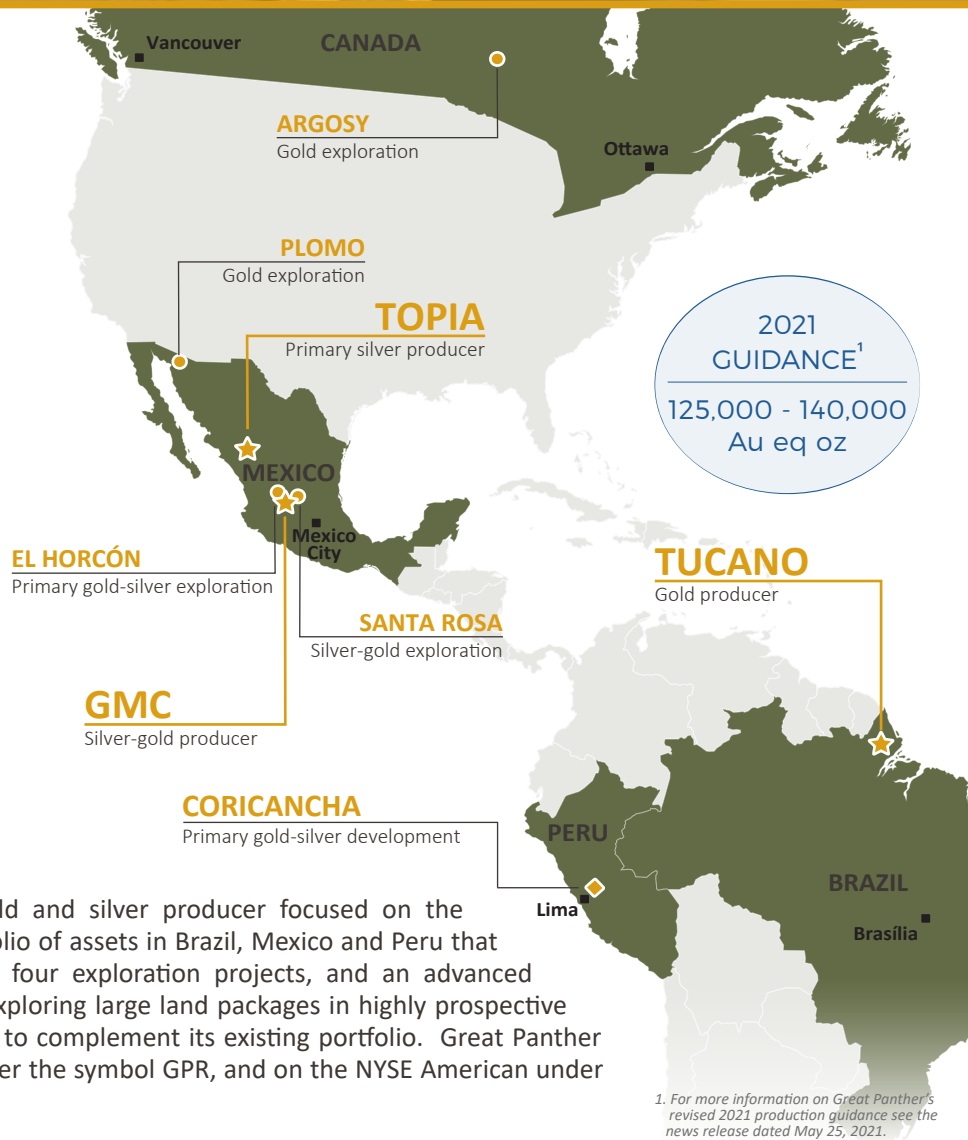 Vancouver
CANADA
ARGOSY
Gold exploration
Ottawa
PLOMO
Gold exploration
TOPIA
Primary silver producer
2021
GUIDANCE¹
125,000 - 140,000
Au eq oz
MEXICO
Mexico
City
EL HORCÓN
Primary gold-silver exploration
TUCANO
Gold producer
SANTA ROSA
Silver-gold exploration
GMC
Silver-gold producer
CORICANCHA
Primary gold-silver development
PERU
Lima
BRAZIL
Brasília
and silver producer focused on the
of assets in Brazil, Mexico and Peru that
four exploration projects, and an advanced
large land packages in highly prospective
to complement its existing portfolio. Great Panther
the symbol GPR, and on the NYSE American under
1. For more information on Great Panther's
revised 2021 production guidance see the
news release dated May 25, 2021.